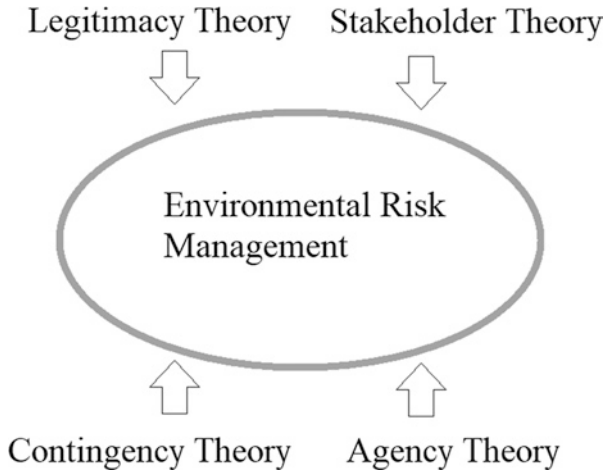 Legitimacy Theory
Stakeholder Theory
Environmental Risk
Management
Contingency Theory
Agency Theory